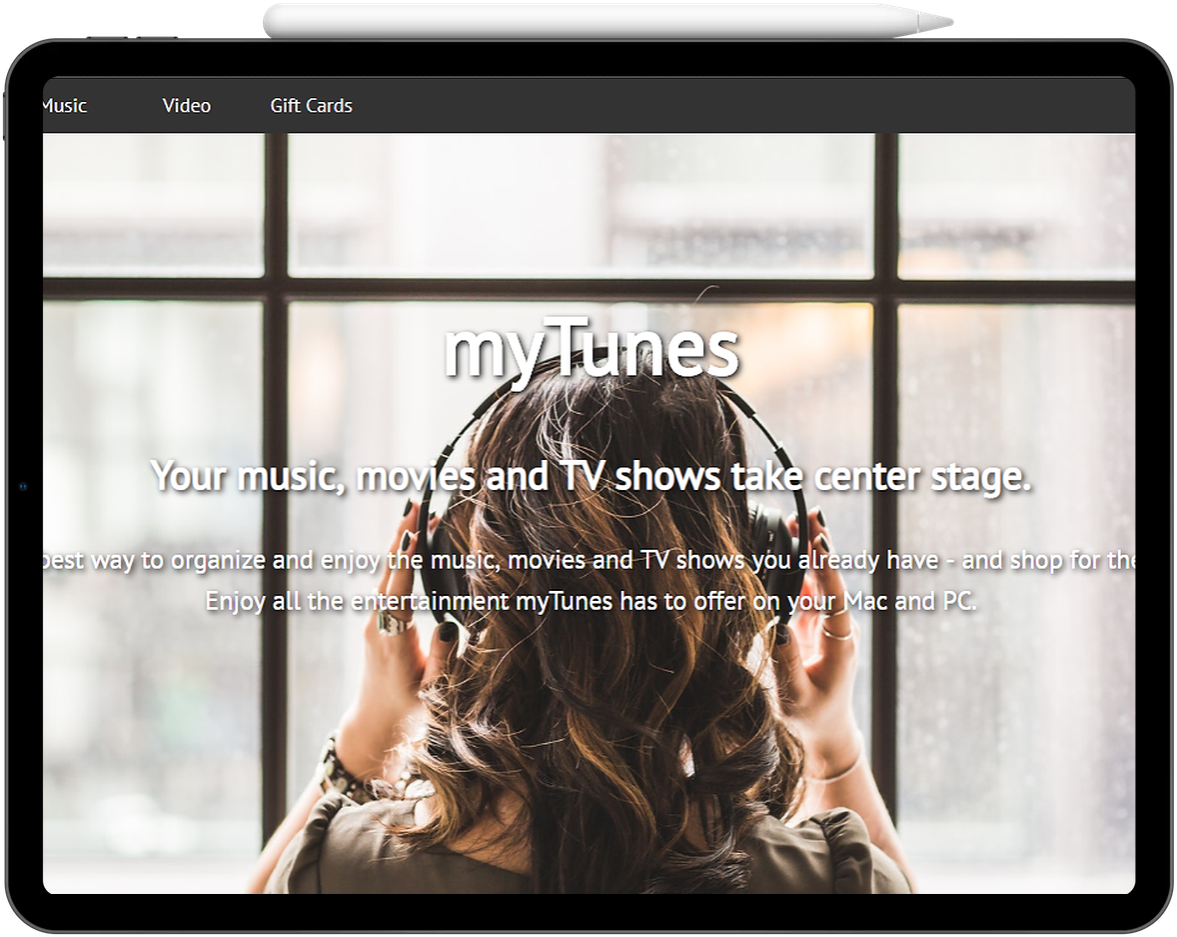 Music Video Gift Cards
myTunes
Your music, movies and TV shows take center stage.
best way to organize and enjoy the music, movies and TV shows you already have - and shop for the
Enjoy all the entertainment myTunes has to offer on your Mac and PC.